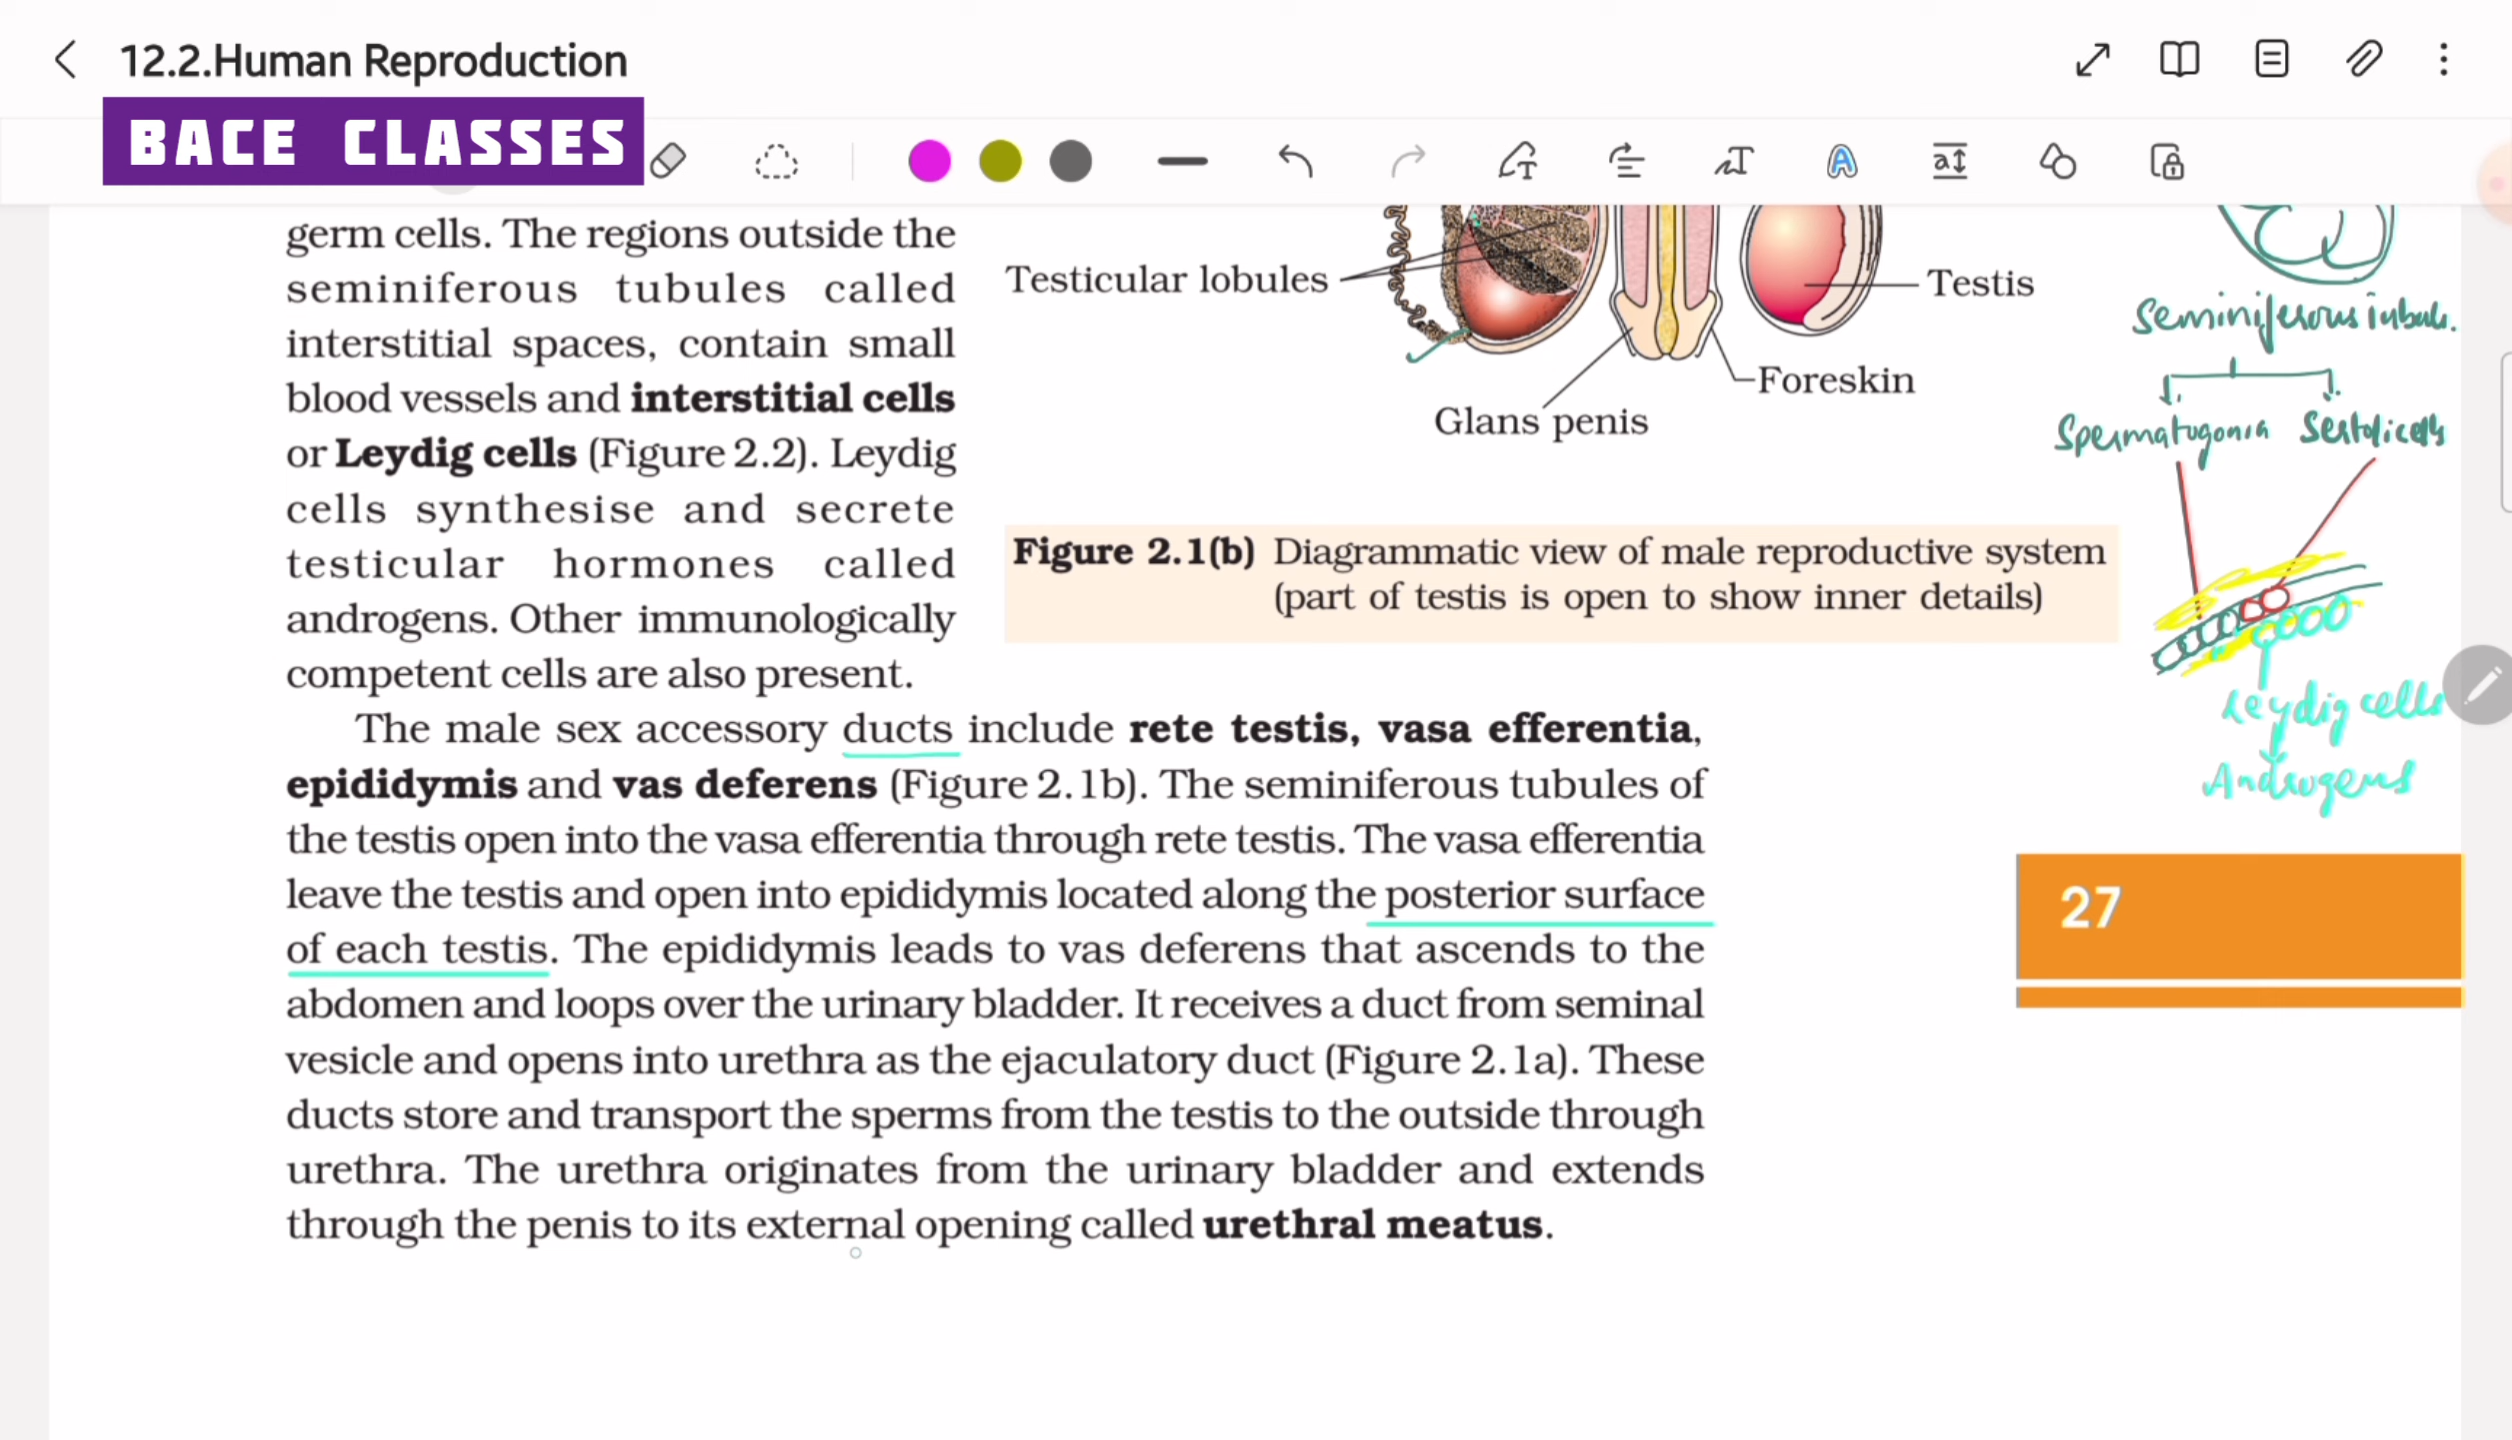 12.2.Human Reproduction
BACE CLASSES
germ cells. The regions outside the
seminiferous tubules called
interstitial spaces, contain small
blood vessels and interstitial cells
or Leydig cells (Figure 2.2). Leydig
cells synthesise and secrete
testicular hormones called
androgens. Other immunologically
competent cells are also present.
Testicular lobules
Testis
Foreskin
Glans penis
Figure 2.1(b) Diagrammatic view of male reproductive system
(part of testis is open to show inner details)
Seminiferous
Spermatogonia Sertolicells
Leydig cells
Androgens
The male sex accessory ducts include rete testis, vasa efferentia,
epididymis and vas deferens (Figure 2.1b). The seminiferous tubules of
the testis open into the vasa efferentia through rete testis. The vasa efferentia
leave the testis and open into epididymis located along the posterior surface
of each testis. The epididymis leads to vas deferens that ascends to the
abdomen and loops over the urinary bladder. It receives a duct from seminal
vesicle and opens into urethra as the ejaculatory duct (Figure 2.1a). These
ducts store and transport the sperms from the testis to the outside through
urethra. The urethra originates from the urinary bladder and extends
through the penis to its external opening called urethral meatus.
27